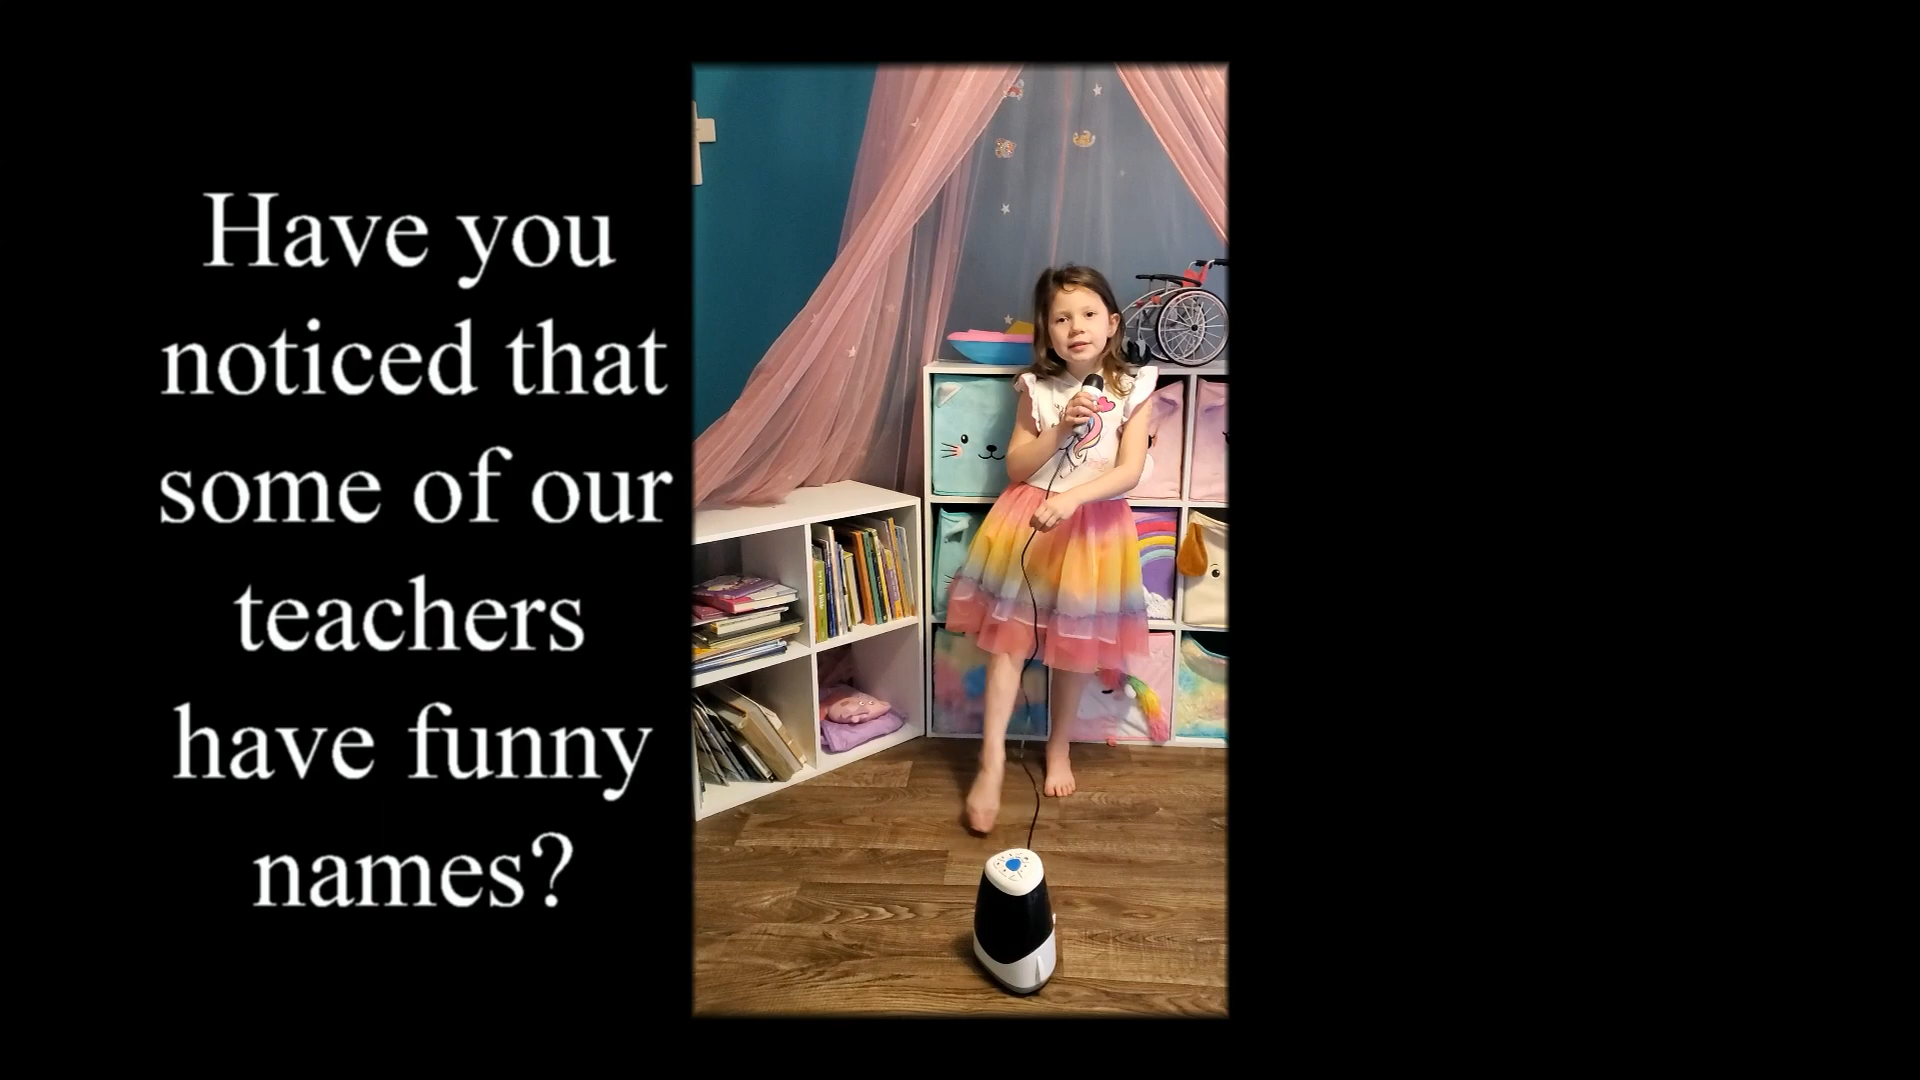 Have you
noticed that
some of our
teachers
have funny
names?